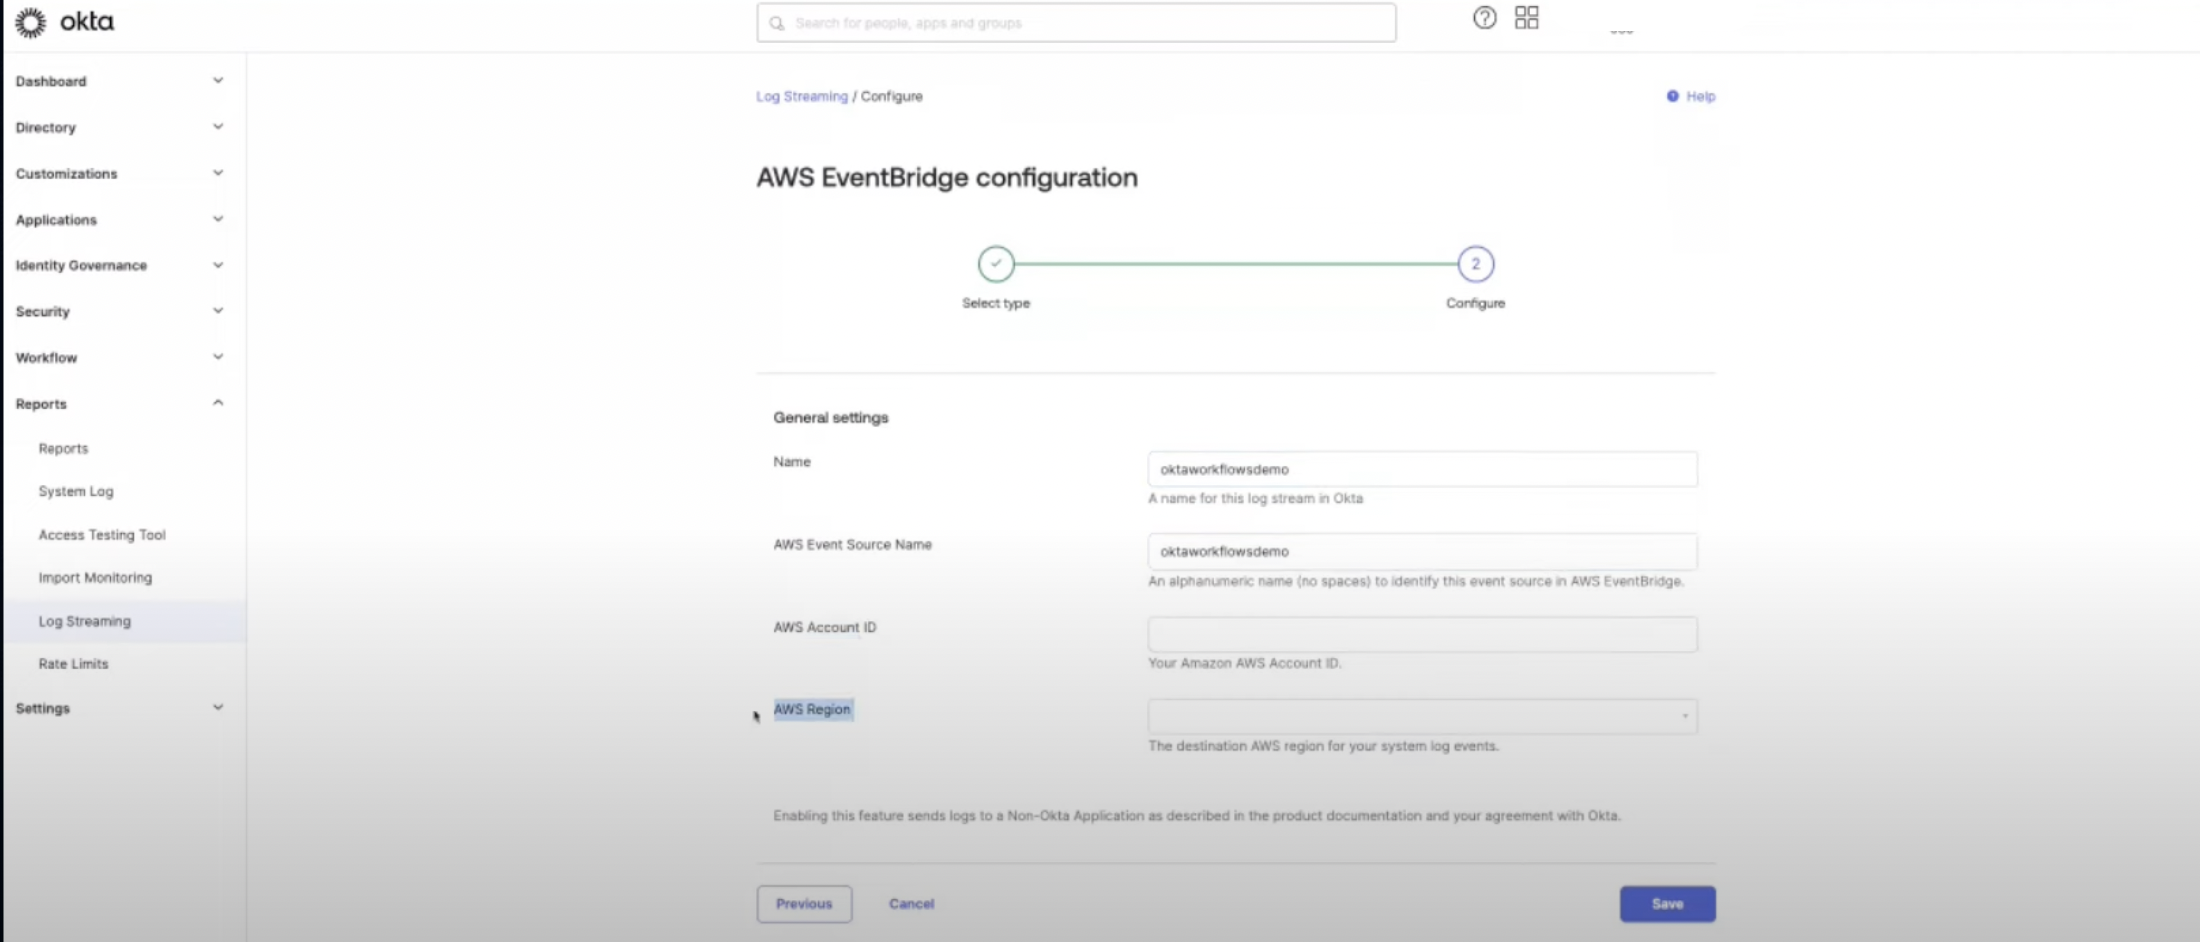 okta
Search for people, apps and groups
Dashboard
Directory
Customizations
Applications
Identity Governance
Security
Workflow
Reports
Reports
System Log
Access Testing Tool
Import Monitoring
Log Streaming
Rate Limits
Settings
Log Streaming / Configure
Help
AWS EventBridge configuration
2
Select type
Configure
General settings
Name
oktaworkflowsdemo
A name for this log stream in Okta
AWS Event Source Name
oktaworkflowsdemo
An alphanumeric name (no spaces) to identify this event source in AWS EventBridge.
AWS Account ID
Your Amazon AWS Account ID.
AWS Region
The destination AWS region for your system log events.
Enabling this feature sends logs to a Non-Okta Application as described in the product documentation and your agreement with Okta.
Previous
Cancel
Save